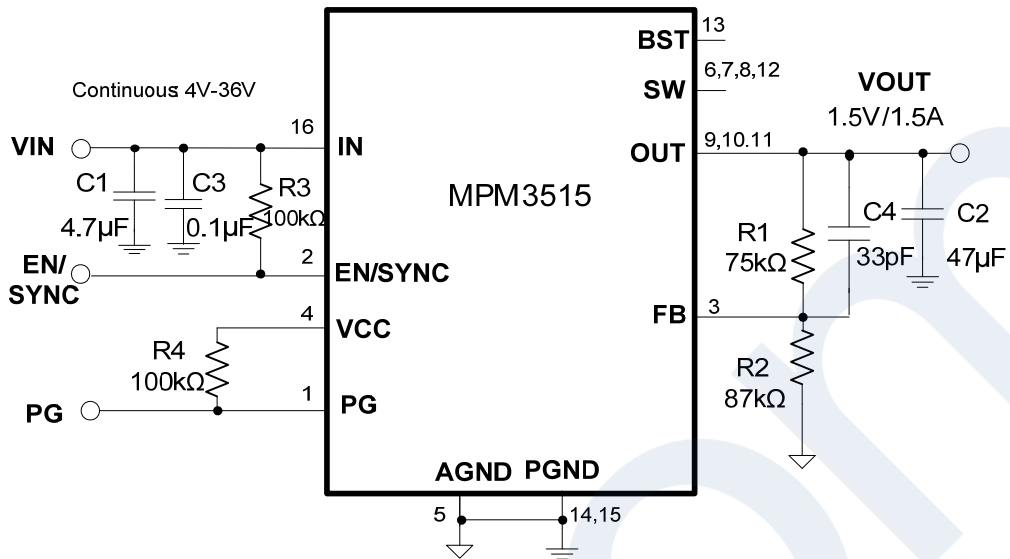 Continuous: 4V-36V
VIN
16
IN
C1
4.7µF
C3
0.1µF
R3
100kΩ
EN/
SYNC
2
EN/SYNC
4
VCC
R4
100kΩ
PG
1
PG
MPM3515
AGND
PGND
5
14,15
BST
13
SW
6,7,8,12
OUT
9,10.11
VOUT
1.5V/1.5A
R1
75kΩ
C4
33pF
C2
47µF
FB
3
R2
87kΩ